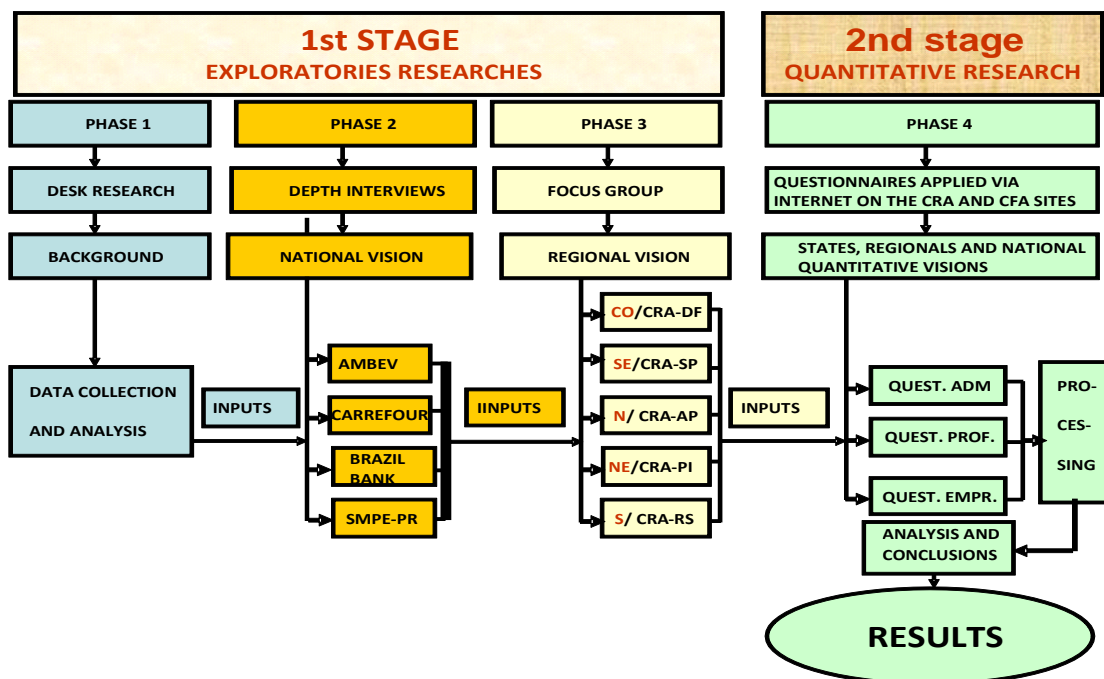 1st STAGE
EXPLORATORIES RESEARCHES
2nd stage
QUANTITATIVE RESEARCH
PHASE 1
PHASE 2
PHASE 3
PHASE 4
DESK RESEARCH
DEPTH INTERVIEWS
FOCUS GROUP
QUESTIONNAIRES APPLIED VIA
INTERNET ON THE CRA AND CFA SITES
BACKGROUND
NATIONAL VISION
REGIONAL VISION
STATES, REGIONALS AND NATIONAL
QUANTITATIVE VISIONS
DATA COLLECTION
AND ANALYSIS
INPUTS
AMBEV
CARREFOUR
BRAZIL
BANK
SMPE-PR
IINPUTS
CO/CRA-DF
SE/CRA-SP
N/ CRA-AP
NE/CRA-PI
S/ CRA-RS
INPUTS
QUEST. ADM
QUEST. PROF.
QUEST. EMPR.
PRO-
CES-
SING
ANALYSIS AND
CONCLUSIONS
RESULTS